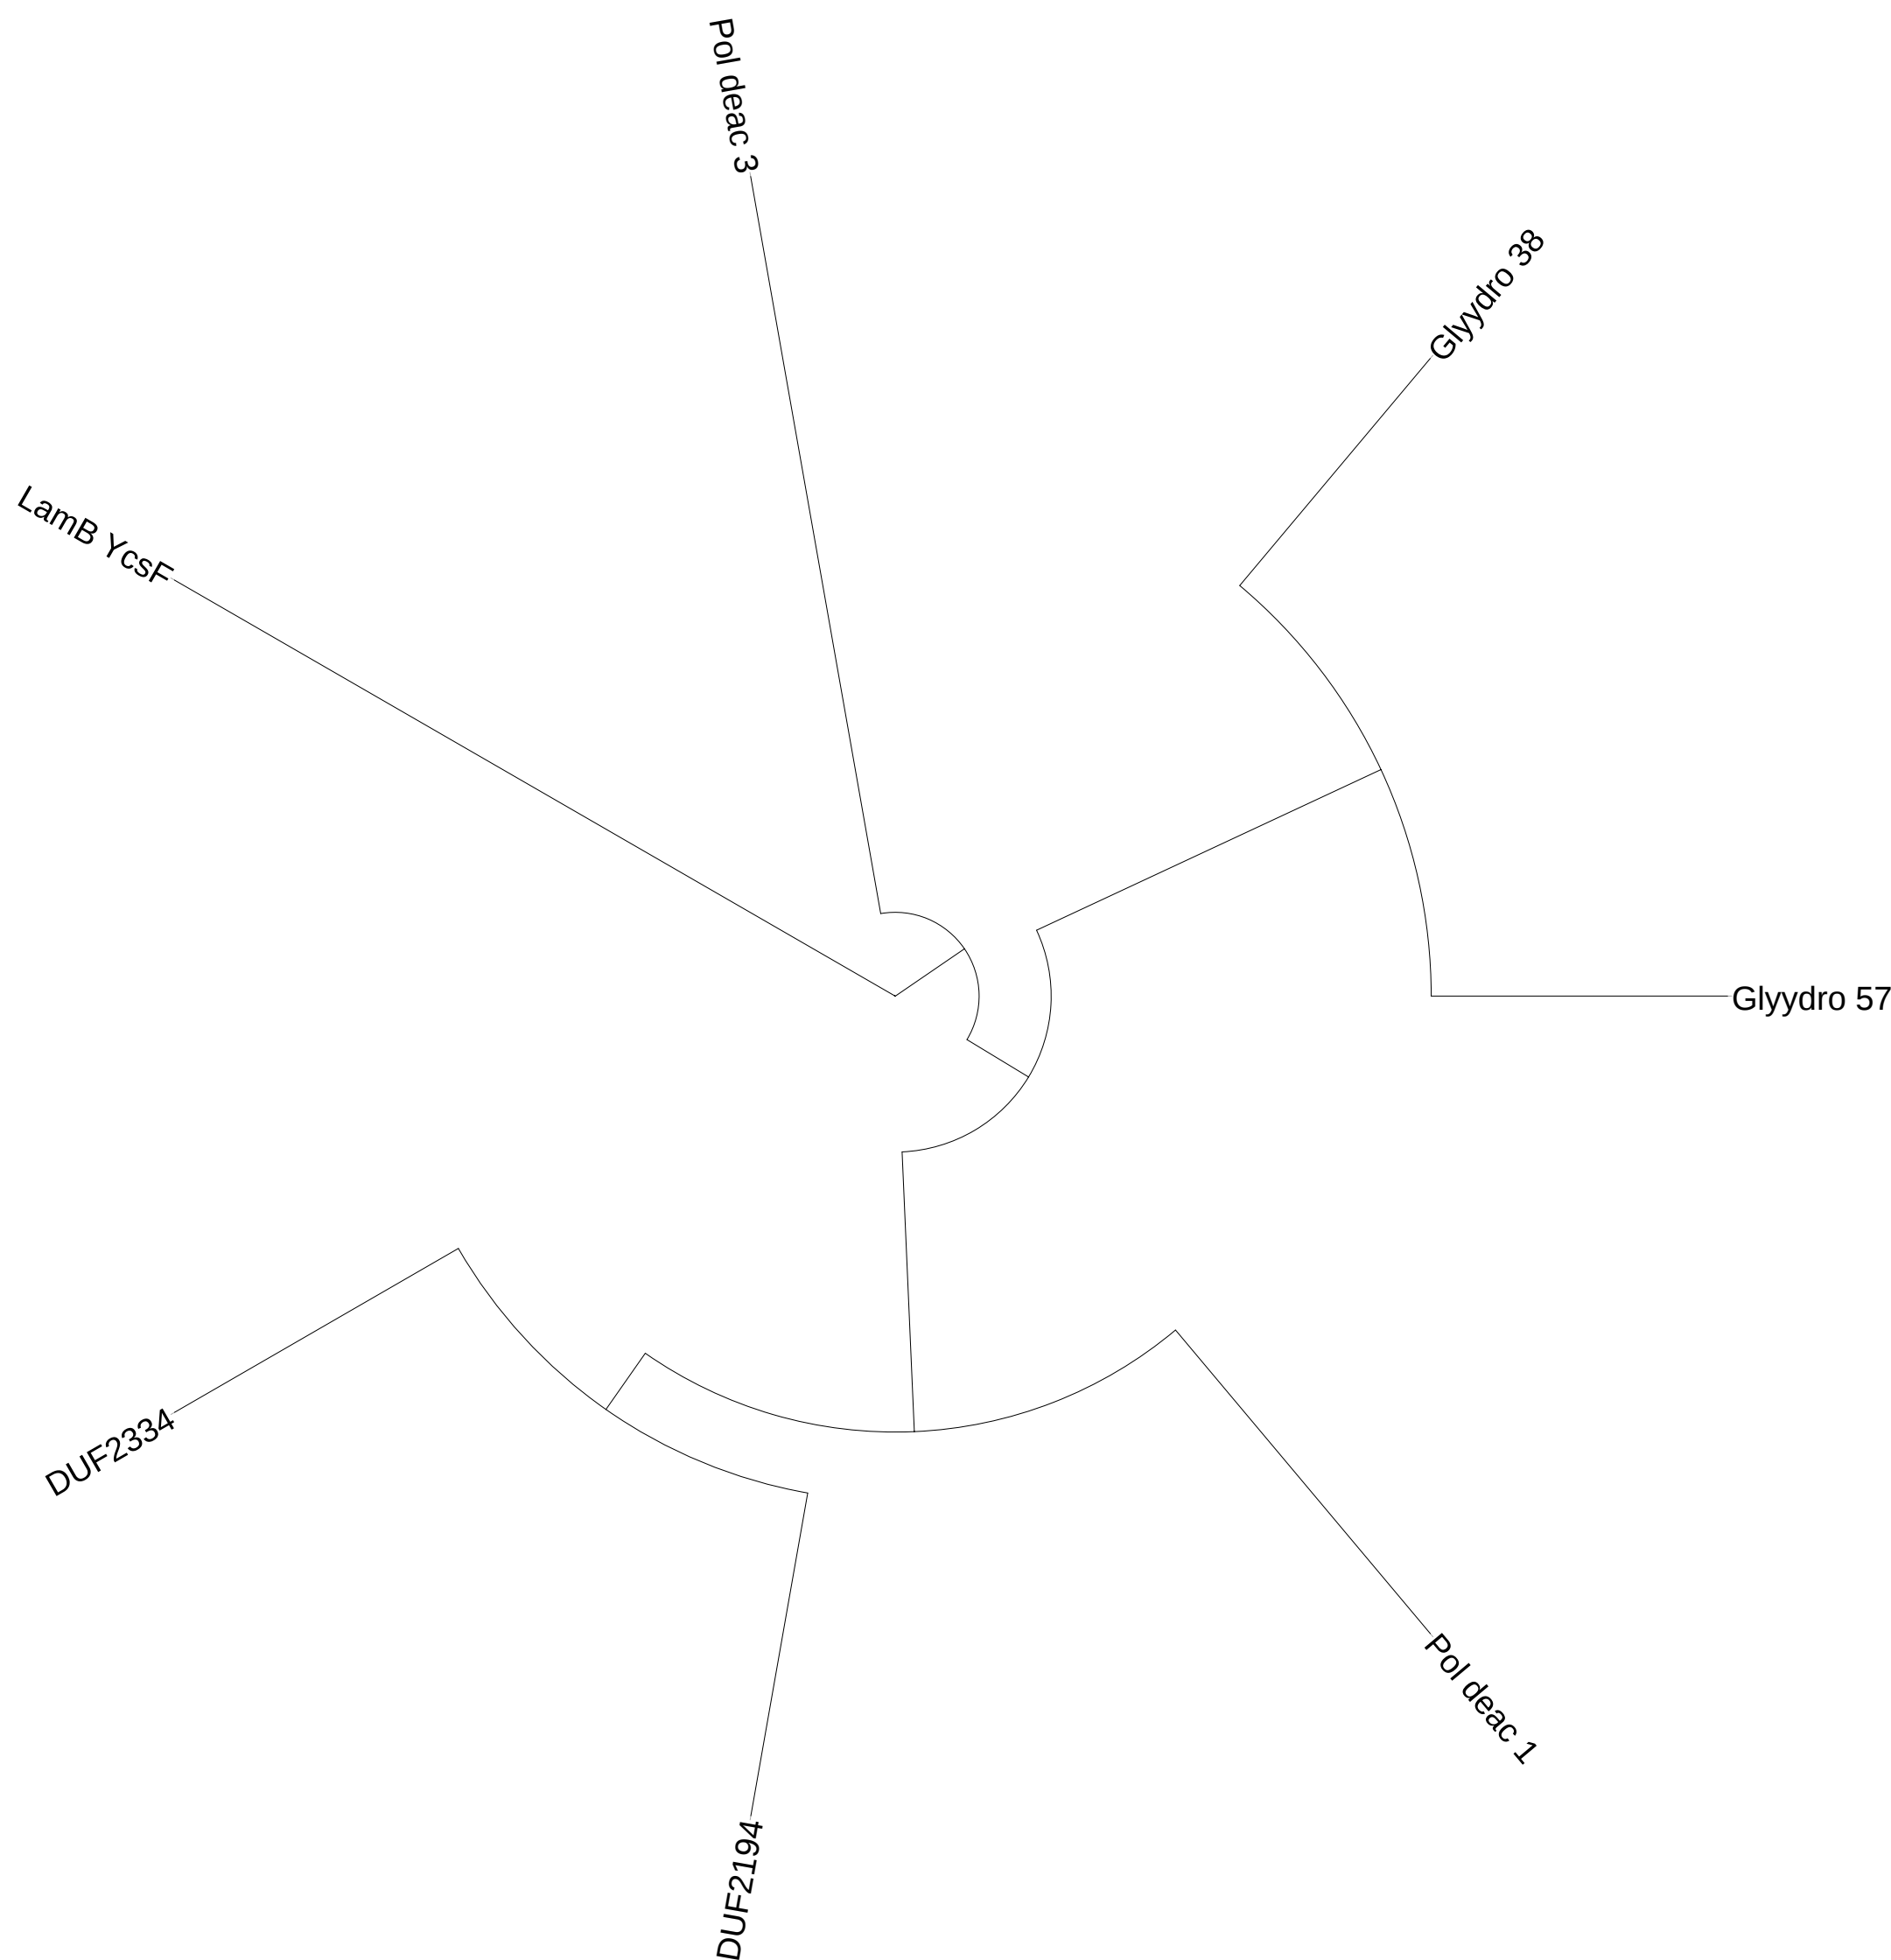 Pol deac 3
Glyydro 38
LamB YcsF
Glyydro 57
DUF2334
Pol deac 1
DUF2194